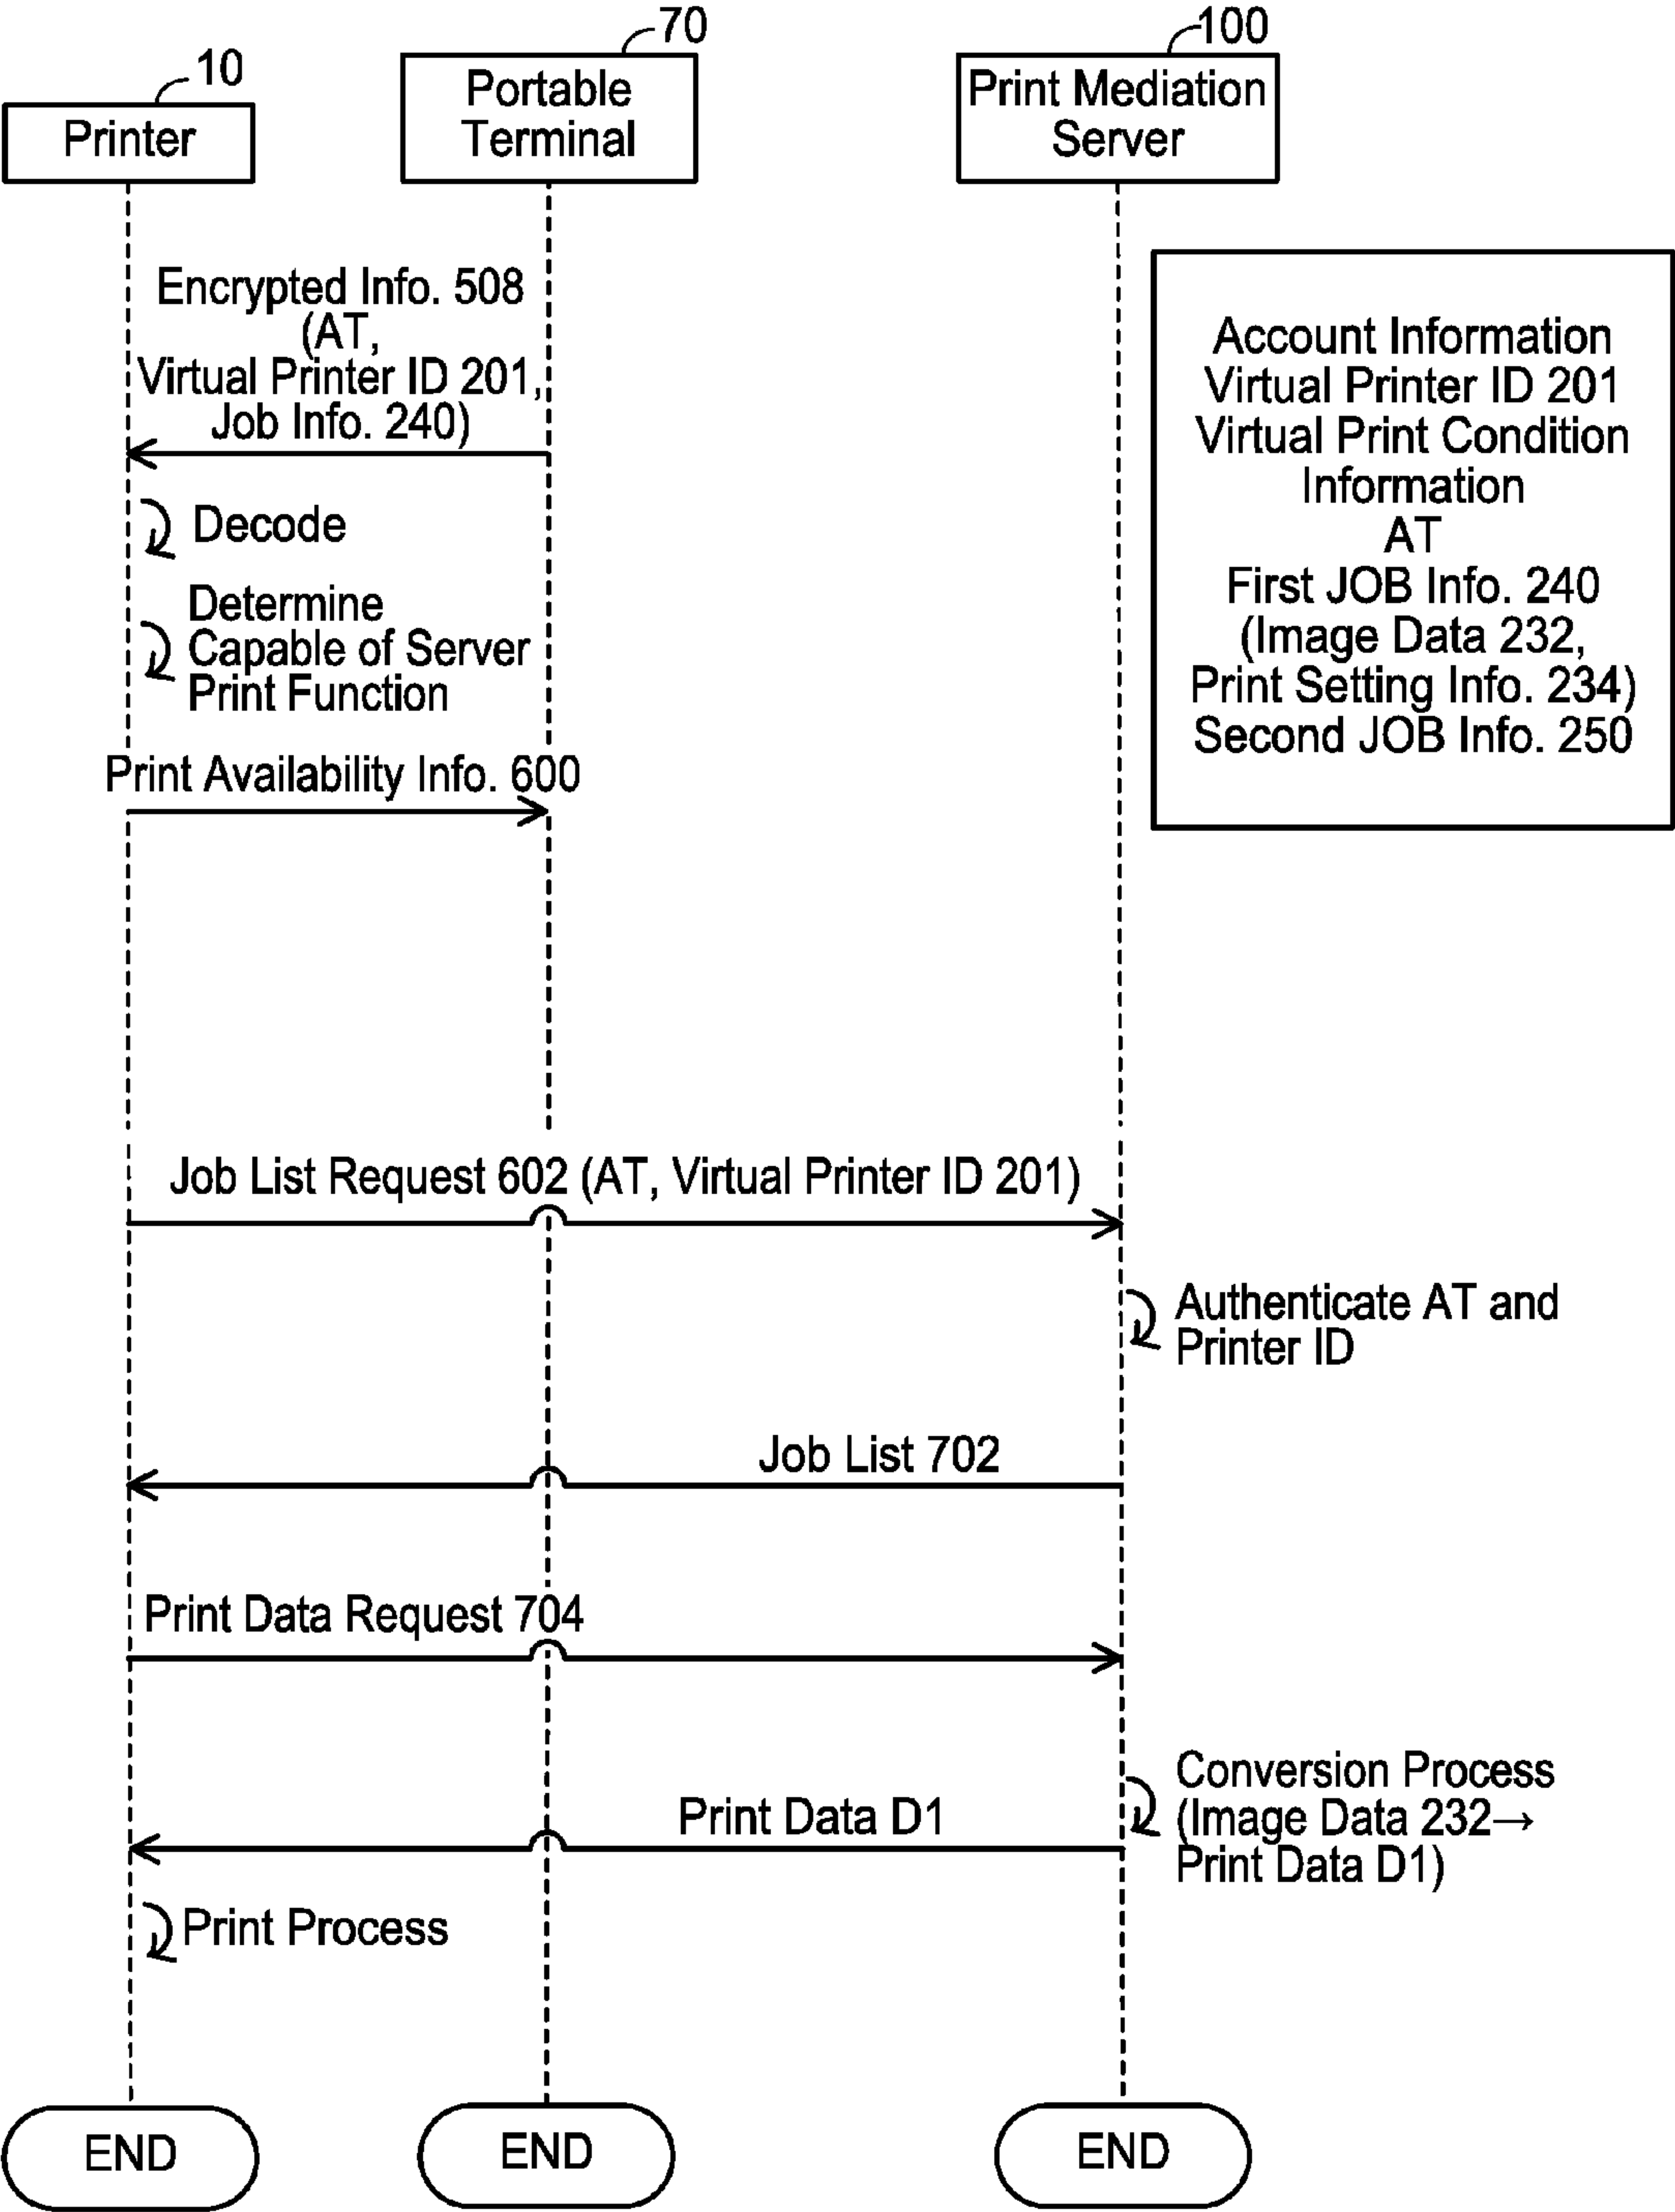 10
Printer
70
Portable
Terminal
100
Print Mediation
Server
Encrypted Info. 508
(AT,
Virtual Printer ID 201,
Job Info. 240)
Account Information
Virtual Printer ID 201
Virtual Print Condition
Information
AT
First JOB Info. 240
(Image Data 232,
Print Setting Info. 234)
Second JOB Info. 250
Decode
Determine
Capable of Server
Print Function
Print Availability Info. 600
Job List Request 602 (AT, Virtual Printer ID 201)
Authenticate AT and
Printer ID
Job List 702
Print Data Request 704
Conversion Process
(Image Data 232→
Print Data D1)
Print Data D1
Print Process
END
END
END